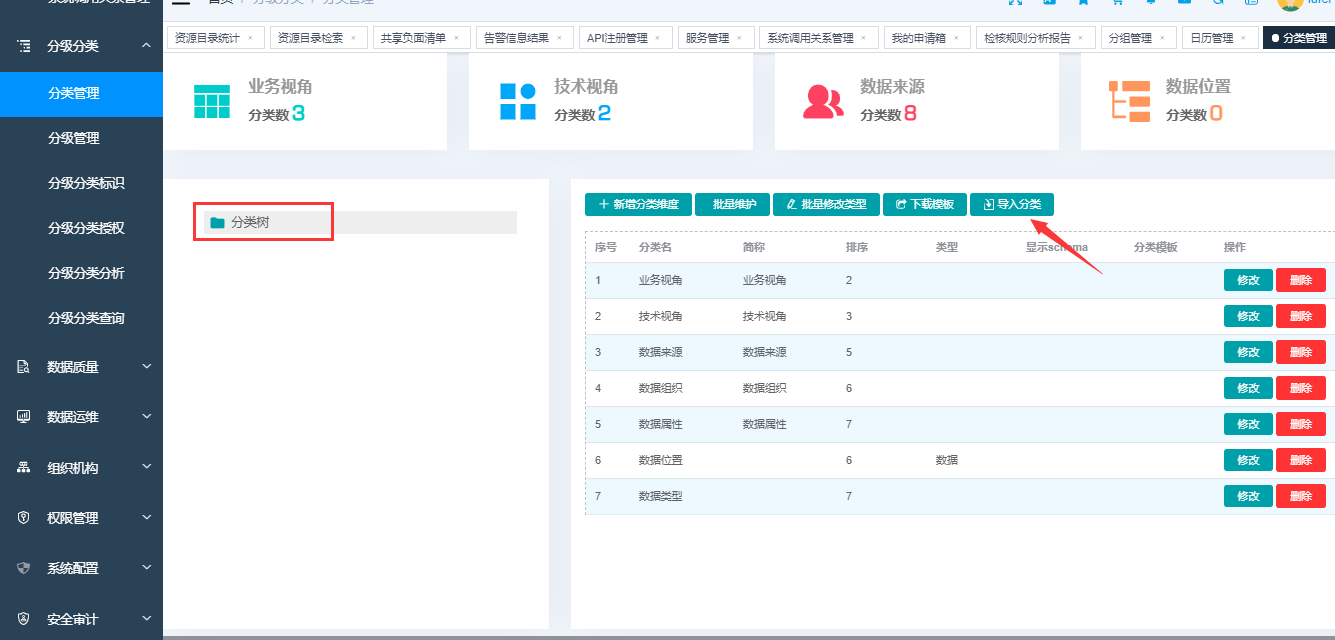 系统调用关系管理
首页 / 分级分类 / 分类管理
分级分类
分类管理
分级管理
分级分类标识
分级分类授权
分级分类分析
分级分类查询
数据质量
数据运维
组织机构
权限管理
系统配置
安全审计
资源目录统计 × 资源目录检索 × 共享负面清单 × 告警信息结果 × API注册管理 × 服务管理 × 系统调用关系管理 × 我的申请箱 × 检核规则分析报告 × 分组管理 × 日历管理 × 分类管理
业务视角
分类数 3
技术视角
分类数 2
数据来源
分类数 8
数据位置
分类数 0
分类树
新增分类维度 批量维护 批量修改类型 下载模板 导入分类
序号 分类名 简称 排序 类型 显示schema 分类模板 操作
1 业务视角 业务视角 2 修改 删除
2 技术视角 技术视角 3 修改 删除
3 数据来源 数据来源 5 修改 删除
4 数据组织 数据组织 6 修改 删除
5 数据属性 数据属性 7 修改 删除
6 数据位置 6 数据 修改 删除
7 数据类型 7 修改 删除